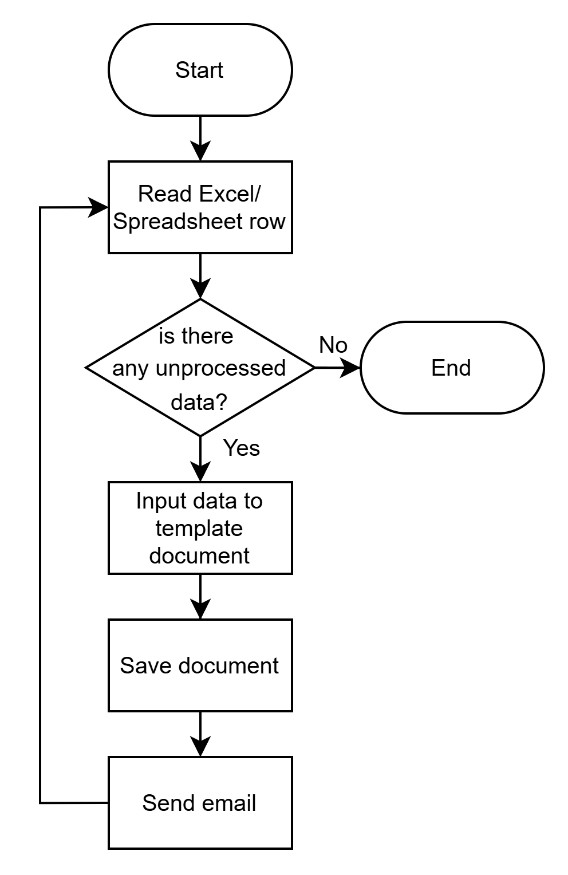 Start
Read Excel/
Spreadsheet row
is there
any unprocessed
data?
No
End
Yes
Input data to
template
document
Save document
Send email